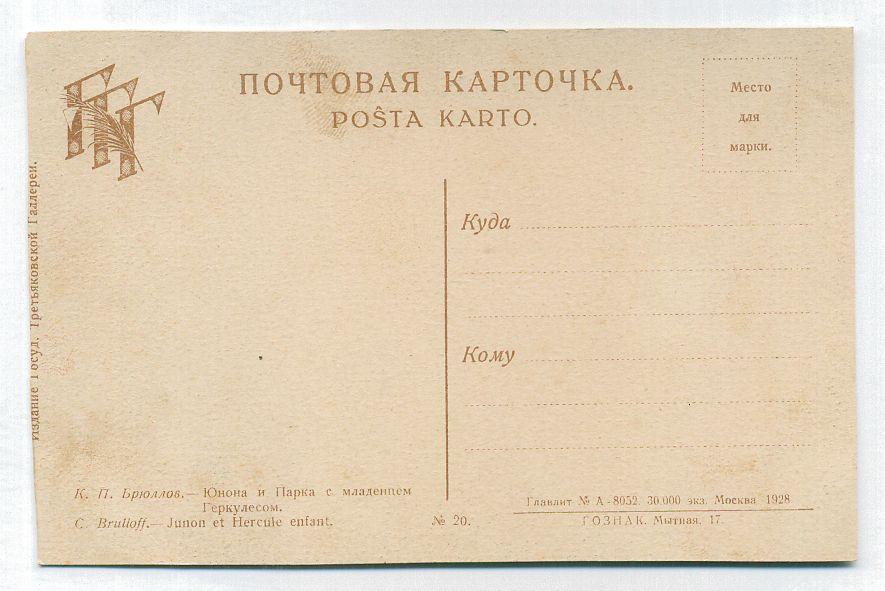 ГТГ
ПОЧТОВАЯ КАРТОЧКА.
POŜTA KARTO.
Место
для
марки.
Издание Госуд. Третьяковской Галлереи.
Куда
Кому
К. П. Брюллов.— Юнона и Парка с младенцем
Геркулесом.
C. Brulloff.— Junon et Hercule enfant.
№ 20.
Главлит № А-8052. 30.000 экз. Москва 1928
ГОЗНАК. Мытная, 17.